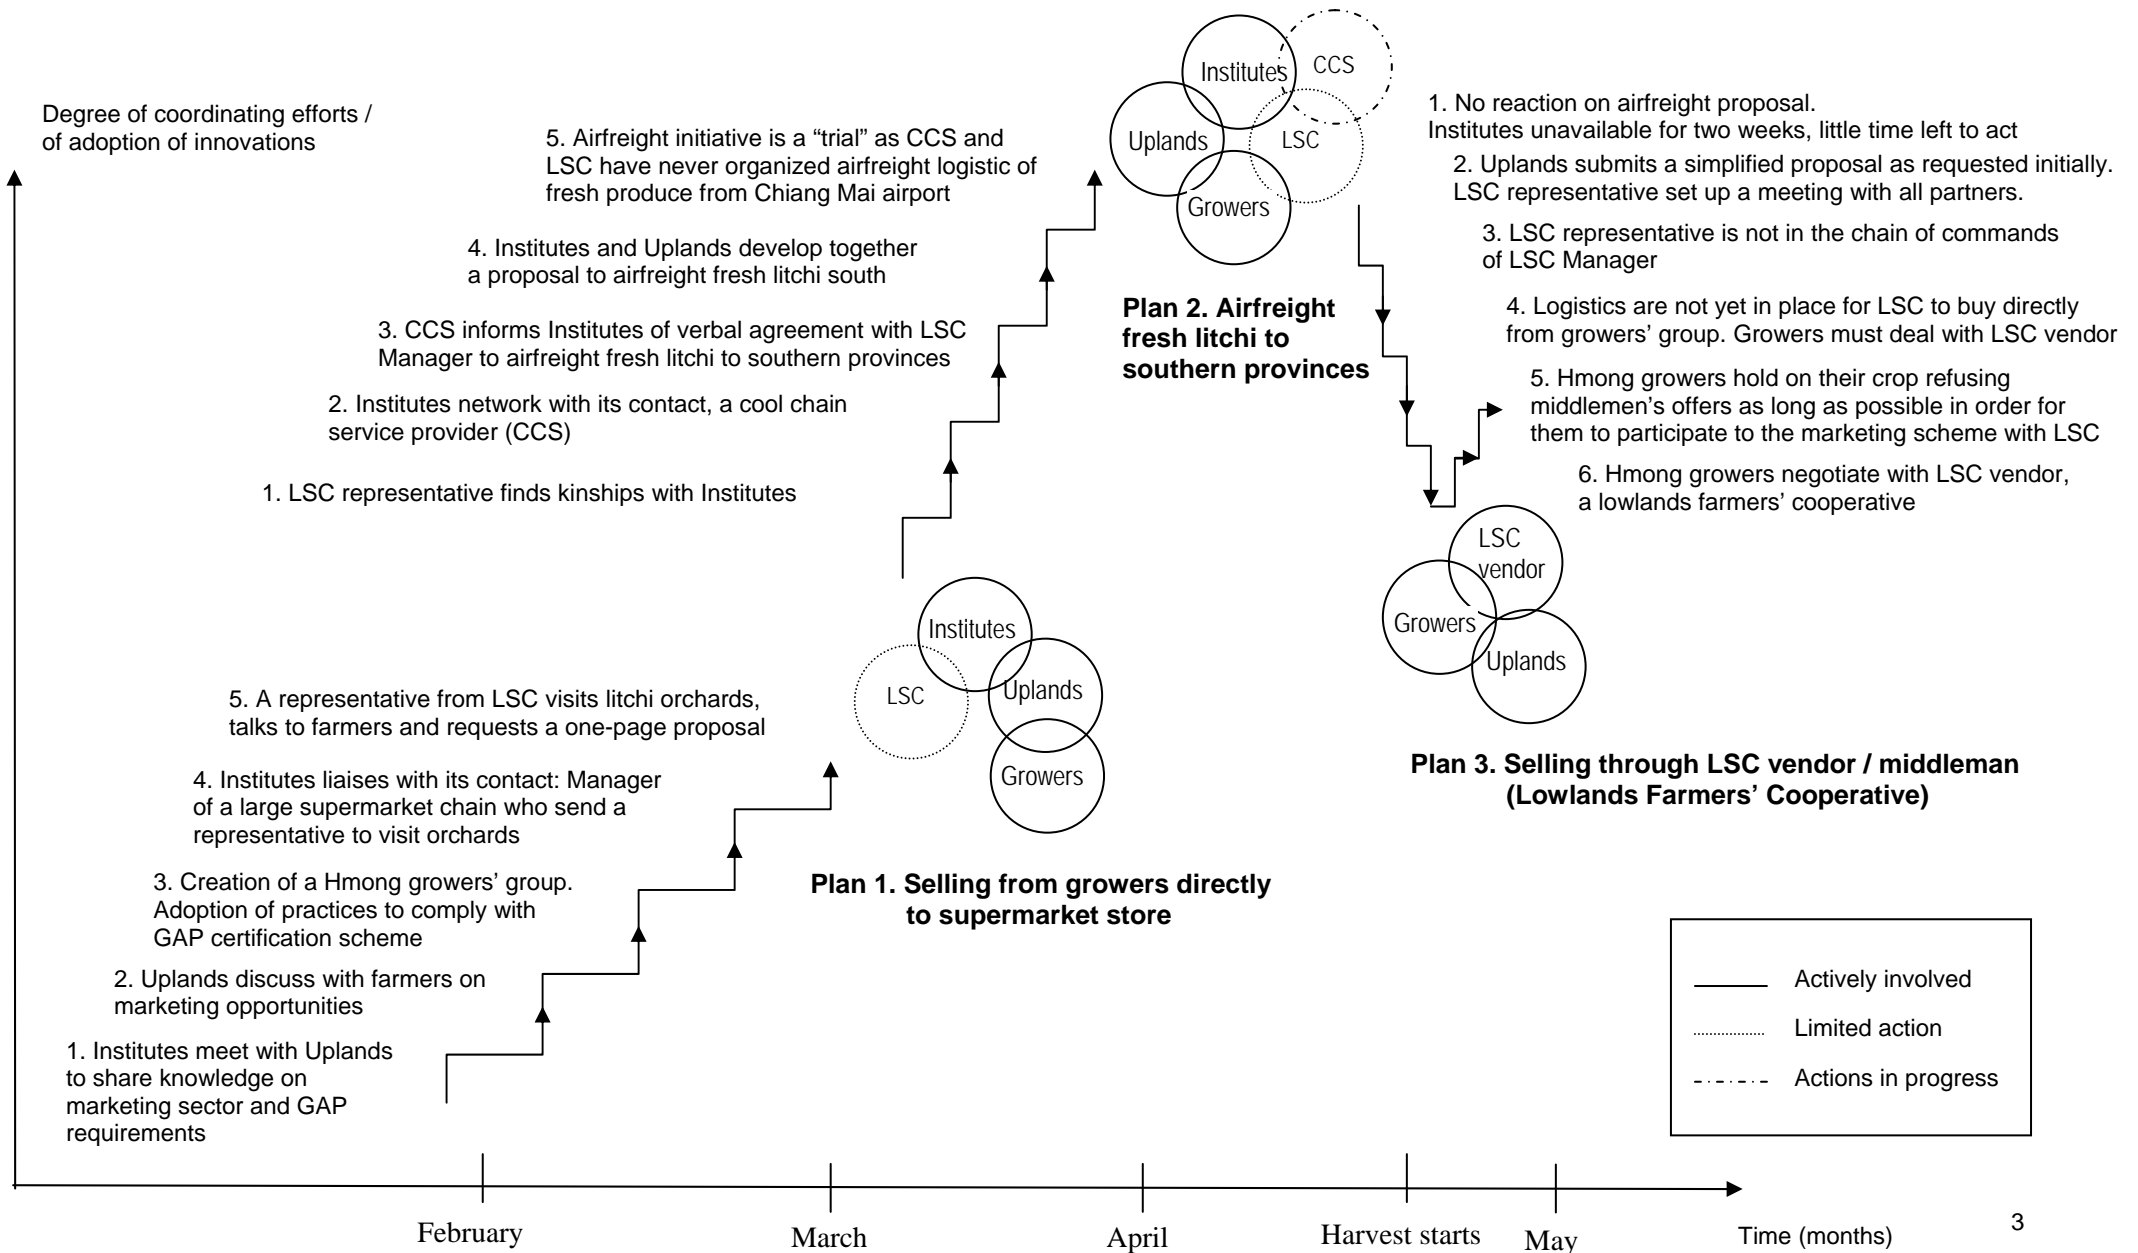 Degree of coordinating efforts /
of adoption of innovations
5. Airfreight initiative is a “trial” as CCS and
LSC have never organized airfreight logistic of
fresh produce from Chiang Mai airport
4. Institutes and Uplands develop together
a proposal to airfreight fresh litchi south
3. CCS informs Institutes of verbal agreement with LSC
Manager to airfreight fresh litchi to southern provinces
2. Institutes network with its contact, a cool chain
service provider (CCS)
1. LSC representative finds kinships with Institutes
Institutes
CCS
Uplands
LSC
Growers
Plan 2. Airfreight
fresh litchi to
southern provinces
1. No reaction on airfreight proposal.
Institutes unavailable for two weeks, little time left to act
2. Uplands submits a simplified proposal as requested initially.
LSC representative set up a meeting with all partners.
3. LSC representative is not in the chain of commands
of LSC Manager
4. Logistics are not yet in place for LSC to buy directly
from growers’ group. Growers must deal with LSC vendor
5. Hmong growers hold on their crop refusing
middlemen’s offers as long as possible in order for
them to participate to the marketing scheme with LSC
6. Hmong growers negotiate with LSC vendor,
a lowlands farmers’ cooperative
LSC
vendor
Growers
Uplands
Plan 3. Selling through LSC vendor / middleman
(Lowlands Farmers’ Cooperative)
Institutes
LSC
Uplands
Growers
Plan 1. Selling from growers directly
to supermarket store
5. A representative from LSC visits litchi orchards,
talks to farmers and requests a one-page proposal
4. Institutes liaises with its contact: Manager
of a large supermarket chain who send a
representative to visit orchards
3. Creation of a Hmong growers’ group.
Adoption of practices to comply with
GAP certification scheme
2. Uplands discuss with farmers on
marketing opportunities
1. Institutes meet with Uplands
to share knowledge on
marketing sector and GAP
requirements
Actively involved
Limited action
Actions in progress
February
March
April
Harvest starts
May
Time (months)
3